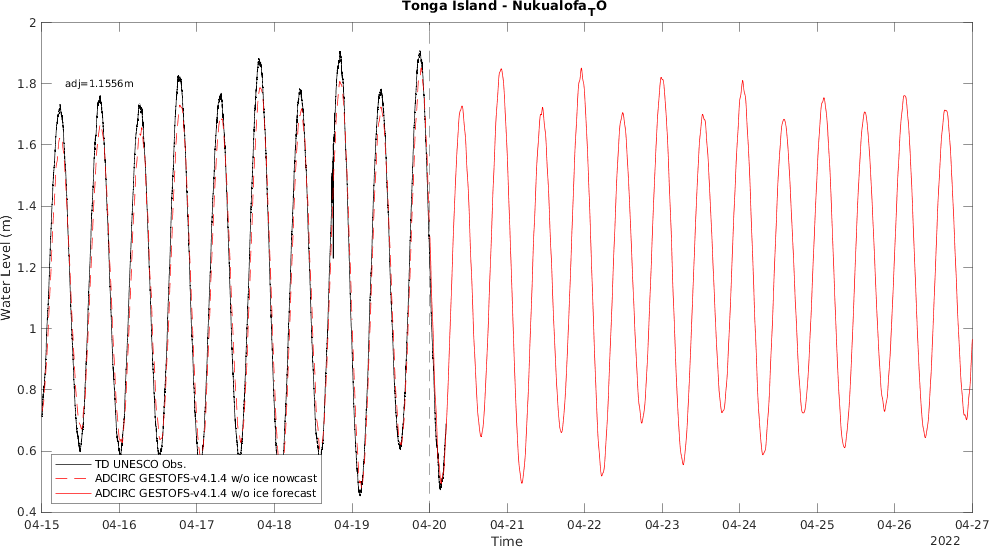 Tonga Island - NukualofaTO
2
1.8
1.6
1.4
1.2
1
0.8
0.6
0.4
Water Level (m)
adj=1.1556m
TD UNESCO Obs.
ADCIRC GESTOFS-v4.1.4 w/o ice nowcast
ADCIRC GESTOFS-v4.1.4 w/o ice forecast
04-15 04-16 04-17 04-18 04-19 04-20 04-21 04-22 04-23 04-24 04-25 04-26 04-27
Time
2022